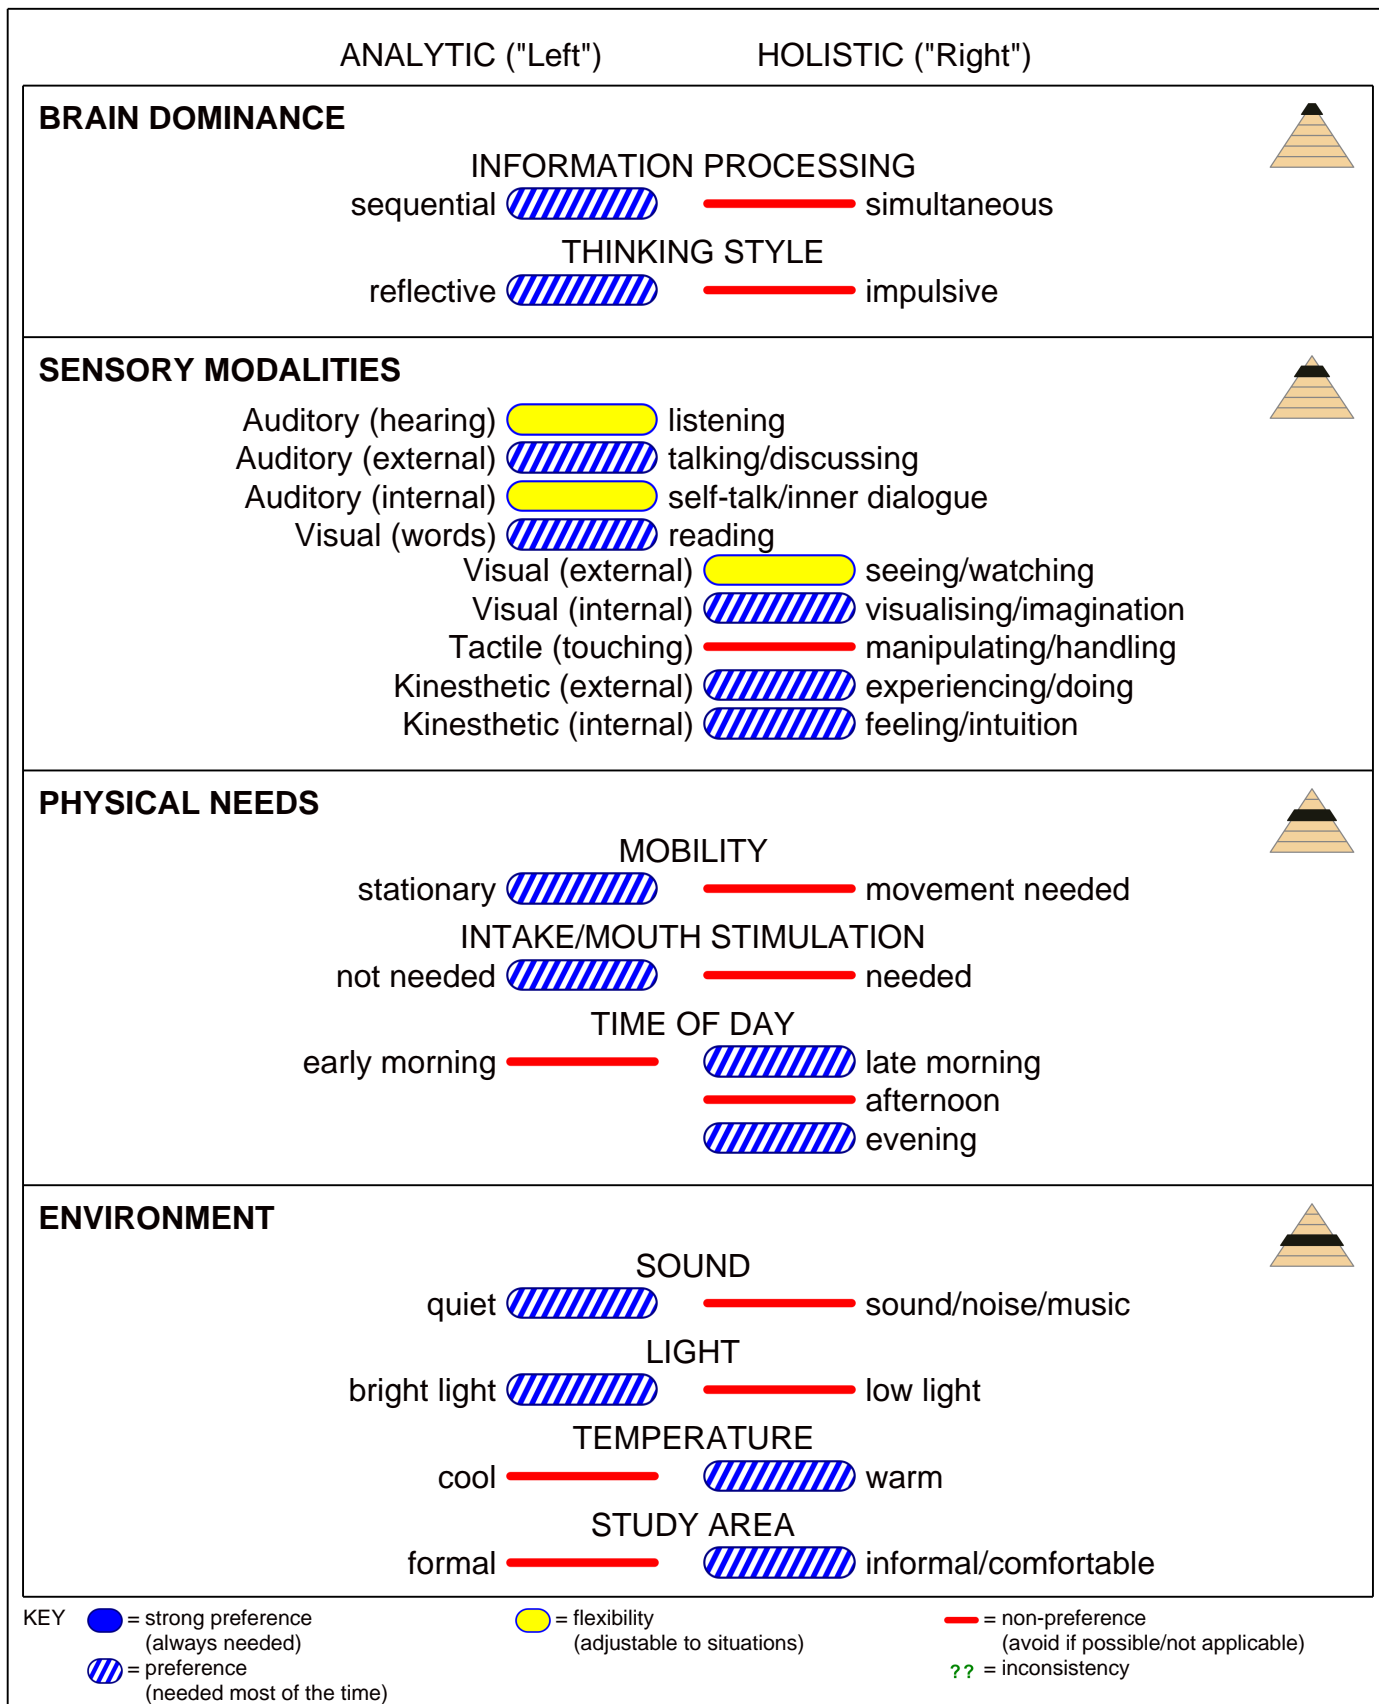 ANALYTIC ("Left") HOLISTIC ("Right")
BRAIN DOMINANCE
INFORMATION PROCESSING
sequential simultaneous
THINKING STYLE
reflective impulsive
SENSORY MODALITIES
Auditory (hearing) listening
Auditory (external) talking/discussing
Auditory (internal) self-talk/inner dialogue
Visual (words) reading
Visual (external) seeing/watching
Visual (internal) visualising/imagination
Tactile (touching) manipulating/handling
Kinesthetic (external) experiencing/doing
Kinesthetic (internal) feeling/intuition
PHYSICAL NEEDS
MOBILITY
stationary movement needed
INTAKE/MOUTH STIMULATION
not needed needed
TIME OF DAY
early morning late morning
afternoon
evening
ENVIRONMENT
SOUND
quiet sound/noise/music
LIGHT
bright light low light
TEMPERATURE
cool warm
STUDY AREA
formal informal/comfortable
KEY = strong preference = flexibility = non-preference
(always needed) (adjustable to situations) (avoid if possible/not applicable)
= preference ?? = inconsistency
(needed most of the time)